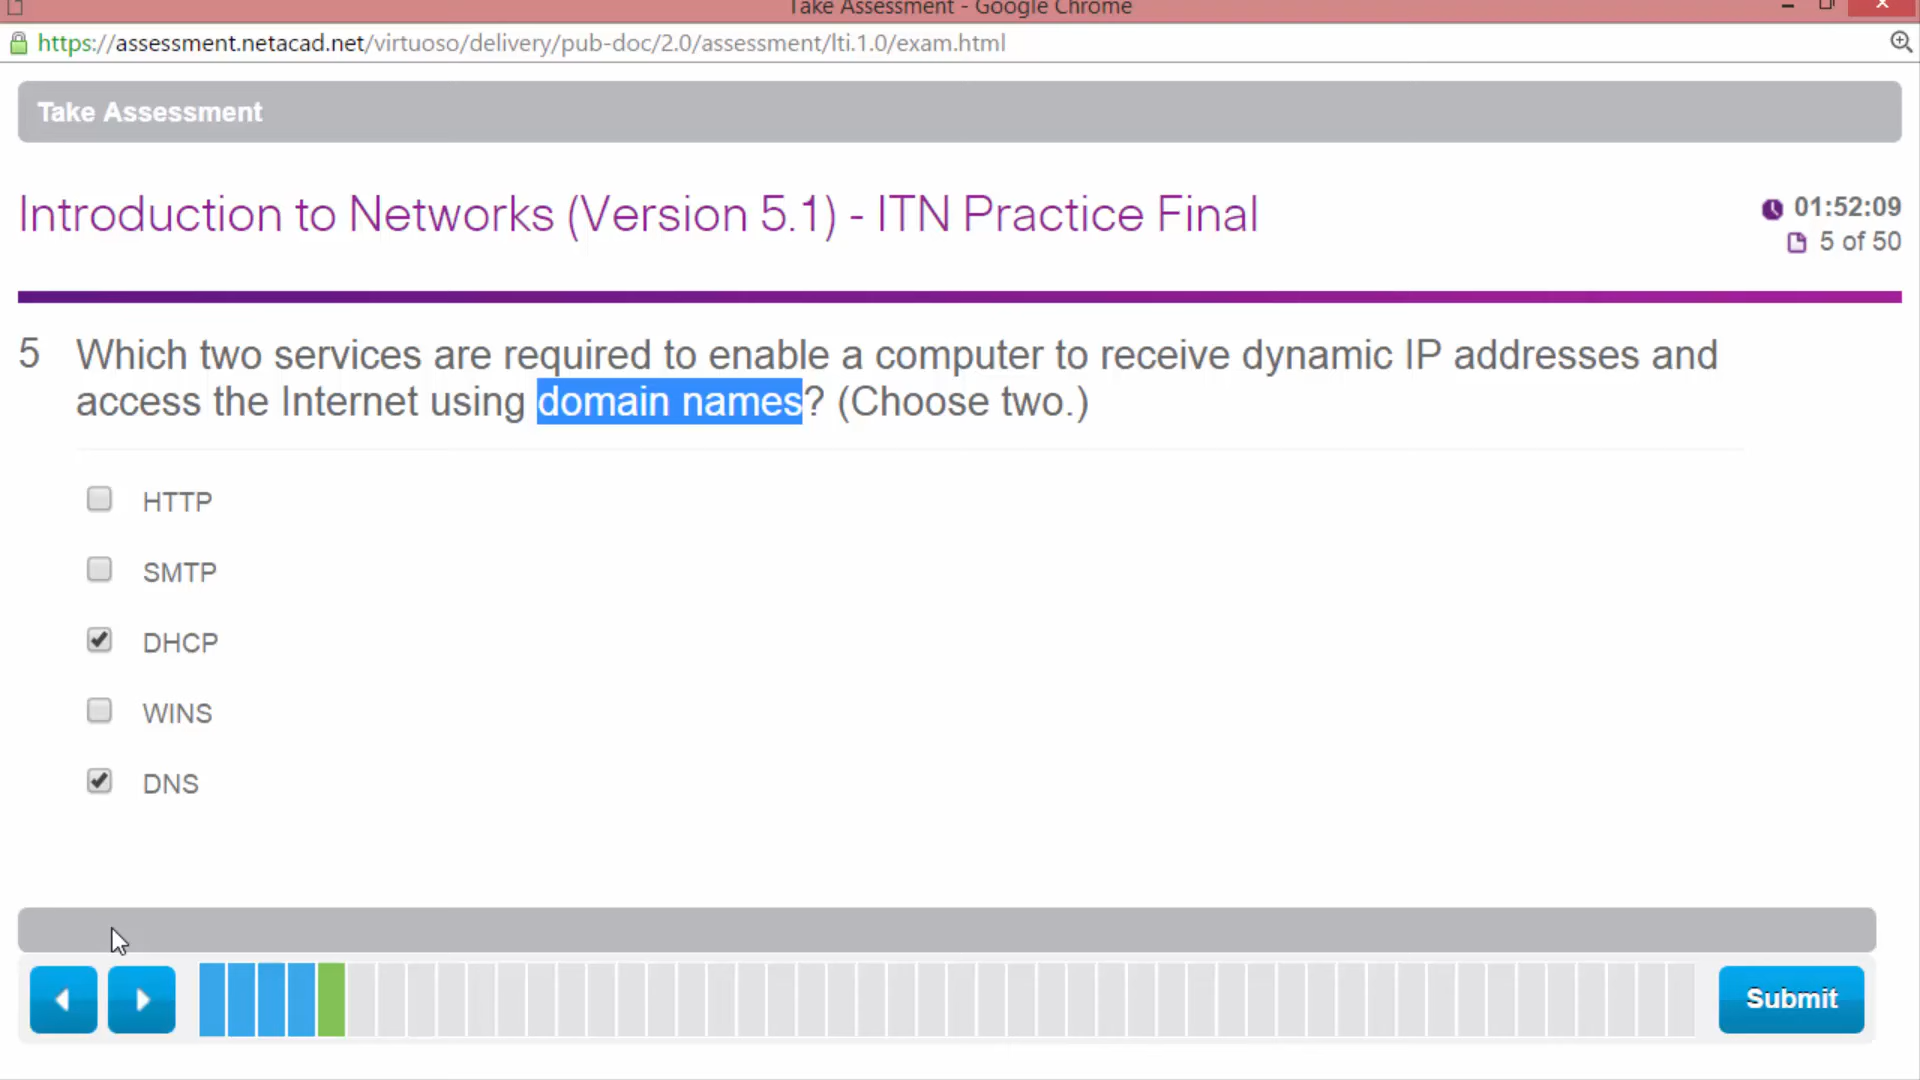 Take Assessment - Google Chrome
https://assessment.netacad.net/virtuoso/delivery/pub-doc/2.0/assessment/lti.1.0/exam.html
Take Assessment
Introduction to Networks (Version 5.1) - ITN Practice Final
01:52:09
5 of 50
5 Which two services are required to enable a computer to receive dynamic IP addresses and
access the Internet using domain names? (Choose two.)
HTTP
SMTP
DHCP
WINS
DNS
Submit